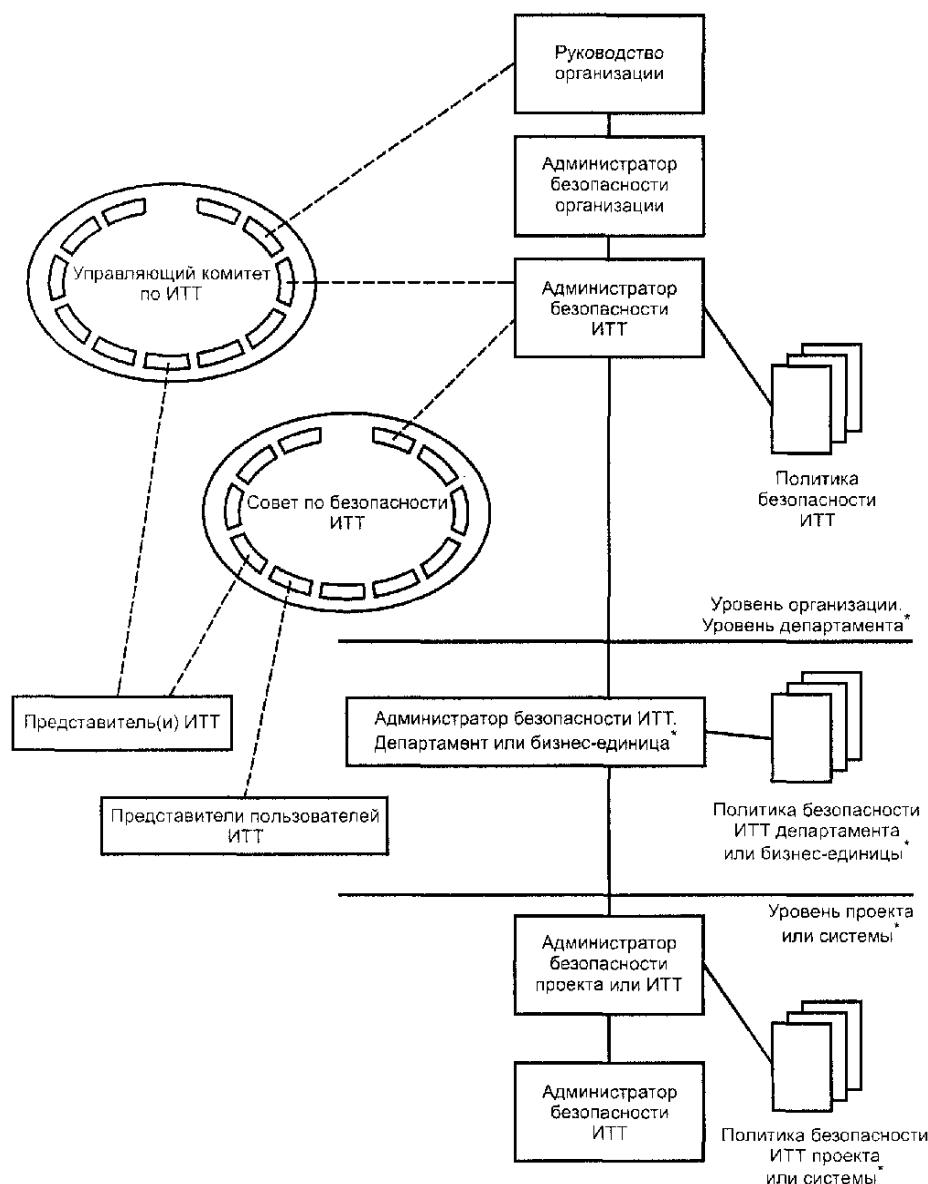 Руководство
организации
Администратор
безопасности
организации
Управляющий комитет
по ИТТ
Администратор
безопасности
ИТТ
Политика
безопасности
ИТТ
Совет по безопасности
ИТТ
Уровень организации.
Уровень департамента*
Представитель(и) ИТТ
Администратор безопасности ИТТ.
Департамент или бизнес-единица*
Представители пользователей
ИТТ
Политика безопасности
ИТТ департамента
или бизнес-единицы*
Уровень проекта
или системы*
Администратор
безопасности
проекта или ИТТ
Администратор
безопасности
ИТТ
Политика безопасности
ИТТ проекта
или системы*